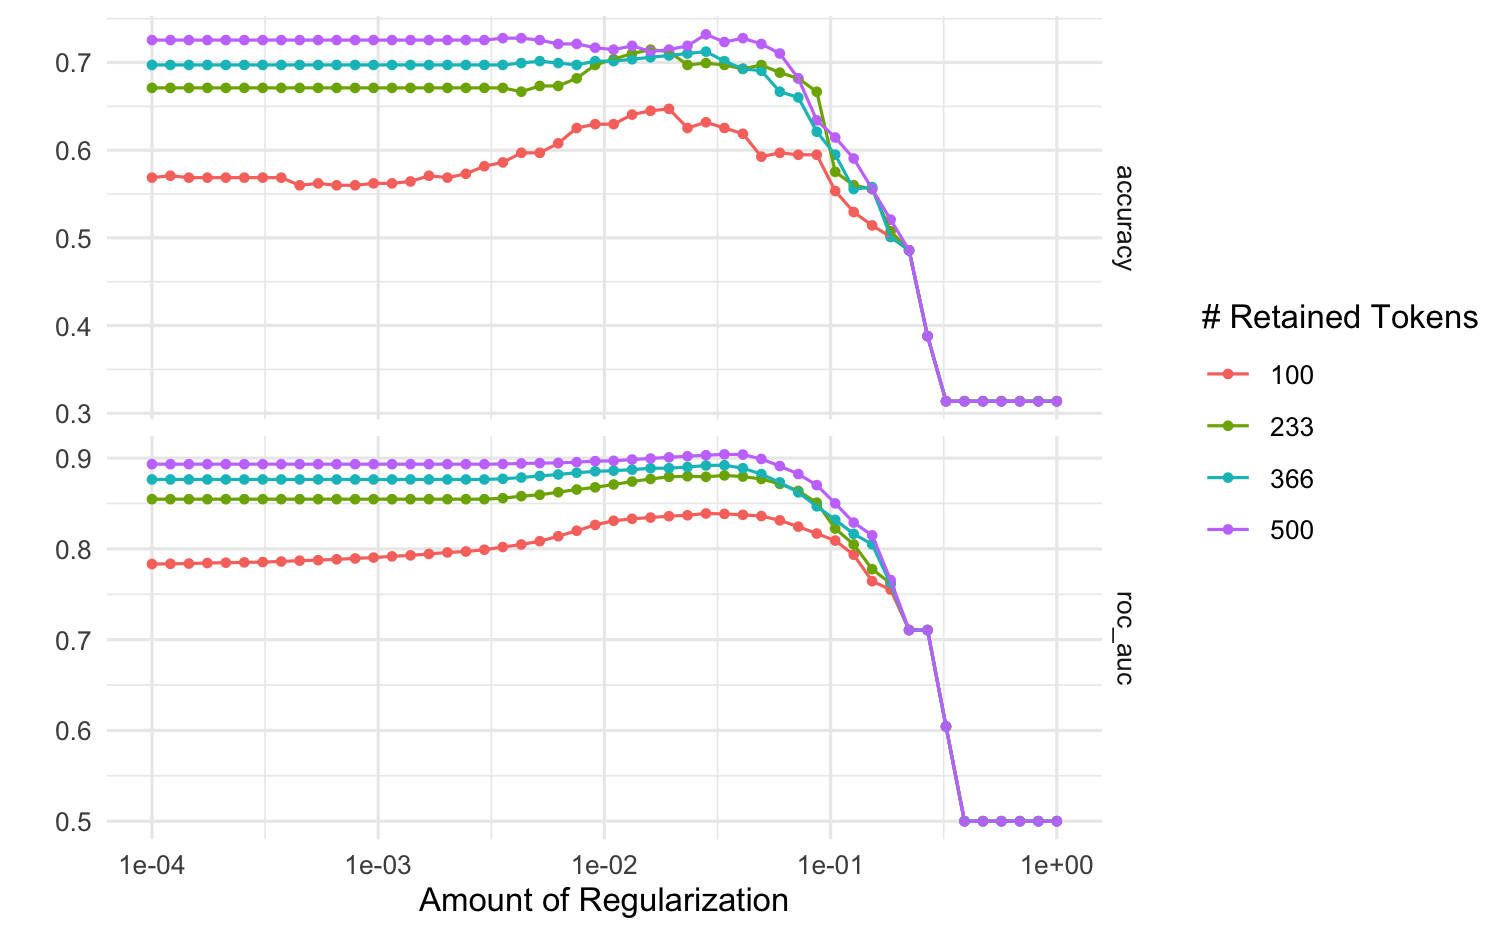 0.7
0.6
0.5
0.4
0.3
accuracy
0.9
0.8
0.7
0.6
0.5
roc_auc
1e-04 1e-03 1e-02 1e-01 1e+00
Amount of Regularization
# Retained Tokens
100
233
366
500